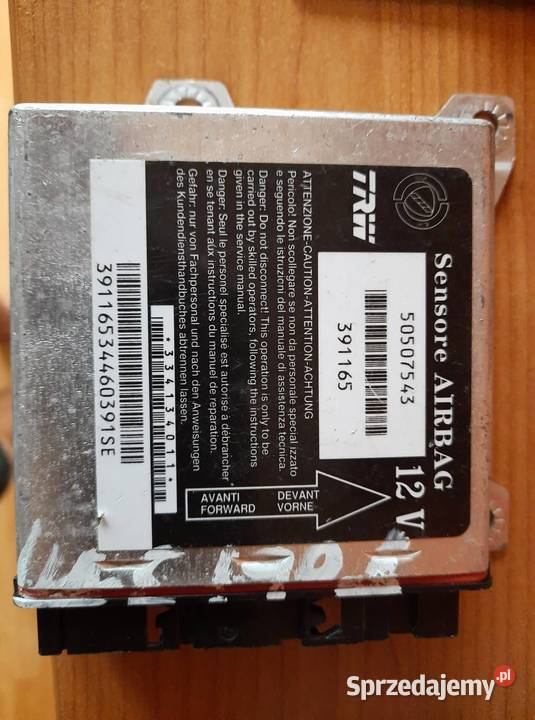 Sensore AIRBAG 12 V
TRW
50507543
391165
ATTENZIONE-CAUTION-ATTENTION-ACHTUNG
Pericolo! Non scollegare se non da personale specializzato
e seguendo le istruzioni del manuale di assistenza tecnica.
Danger: Do not disconnect! This operation is only to be
carried out by skilled operators, following the instructions
given in the service manual.
Danger: Seul le personel specialisé est autorisé à débrancher
en se tenant aux instructions du manuel de reparation.
Gefahr: nur von Fachpersonal und nach den Anweisungen
des Kundendiensthandbuches abtrennen lassen.
AVANTI DEVANT
FORWARD VORNE
*334134011*
39116534460391SE
Sprzedajemy.pl